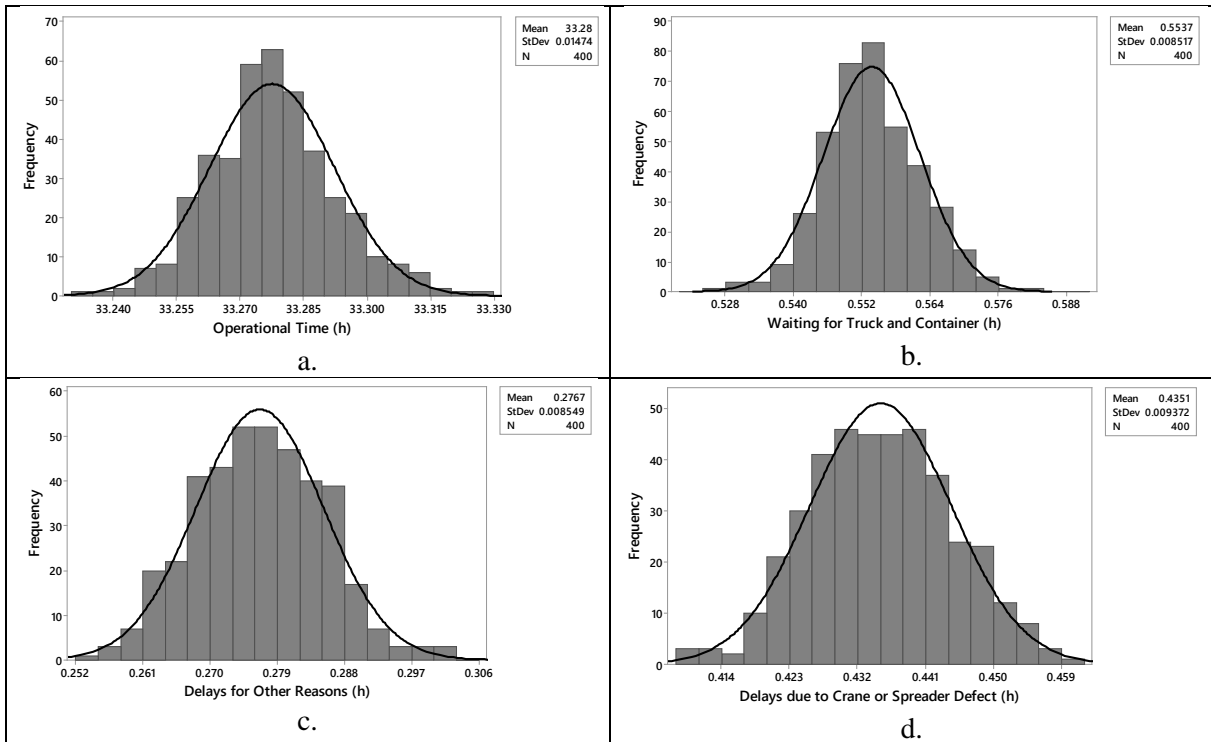 70
60
50
40
30
20
10
0
Frequency
33.240 33.255 33.270 33.285 33.300 33.315 33.330
Operational Time (h)
Mean 33.28
StDev 0.01474
N 400
a.
90
80
70
60
50
40
30
20
10
0
Frequency
0.528 0.540 0.552 0.564 0.576 0.588
Waiting for Truck and Container (h)
Mean 0.5537
StDev 0.008517
N 400
b.
60
50
40
30
20
10
0
Frequency
0.252 0.261 0.270 0.279 0.288 0.297 0.306
Delays for Other Reasons (h)
Mean 0.2767
StDev 0.008549
N 400
c.
50
40
30
20
10
0
Frequency
0.414 0.423 0.432 0.441 0.450 0.459
Delays due to Crane or Spreader Defect (h)
Mean 0.4351
StDev 0.009372
N 400
d.